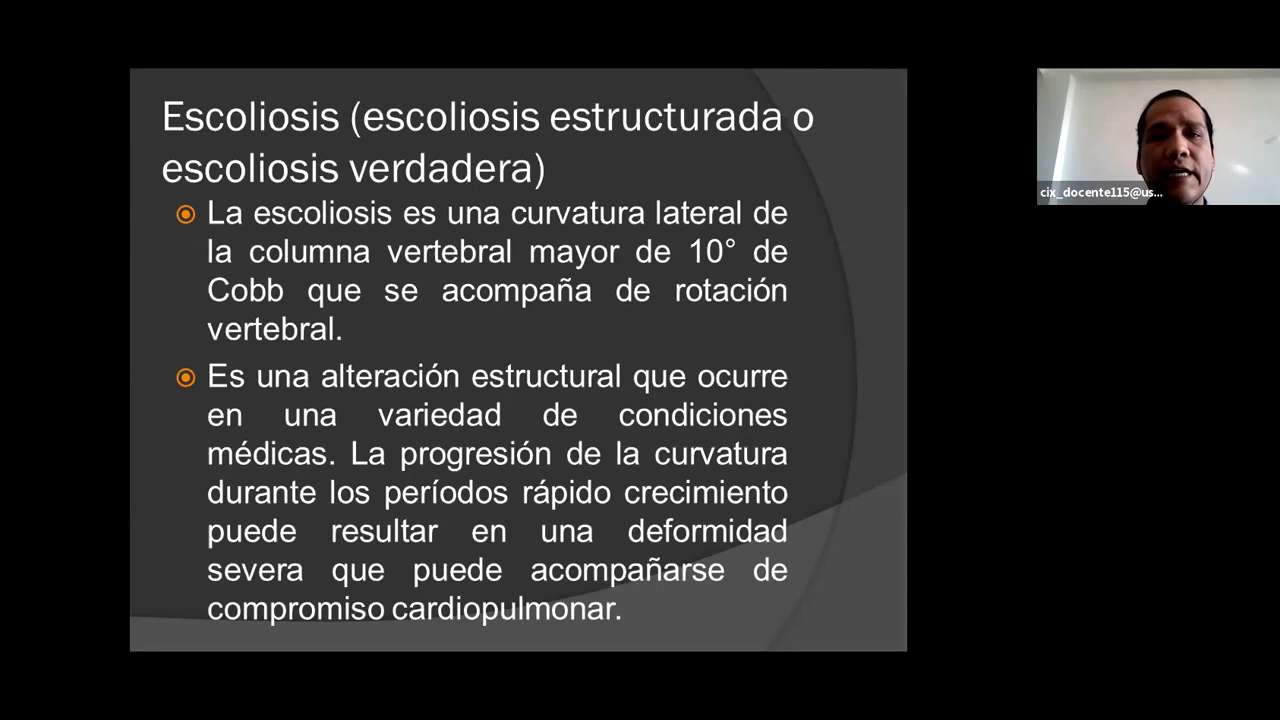 Escoliosis (escoliosis estructurada o
escoliosis verdadera)
La escoliosis es una curvatura lateral de
la columna vertebral mayor de 10° de
Cobb que se acompaña de rotación
vertebral.
Es una alteración estructural que ocurre
en una variedad de condiciones
médicas. La progresión de la curvatura
durante los períodos rápido crecimiento
puede resultar en una deformidad
severa que puede acompañarse de
compromiso cardiopulmonar.
cix_docente115@us...